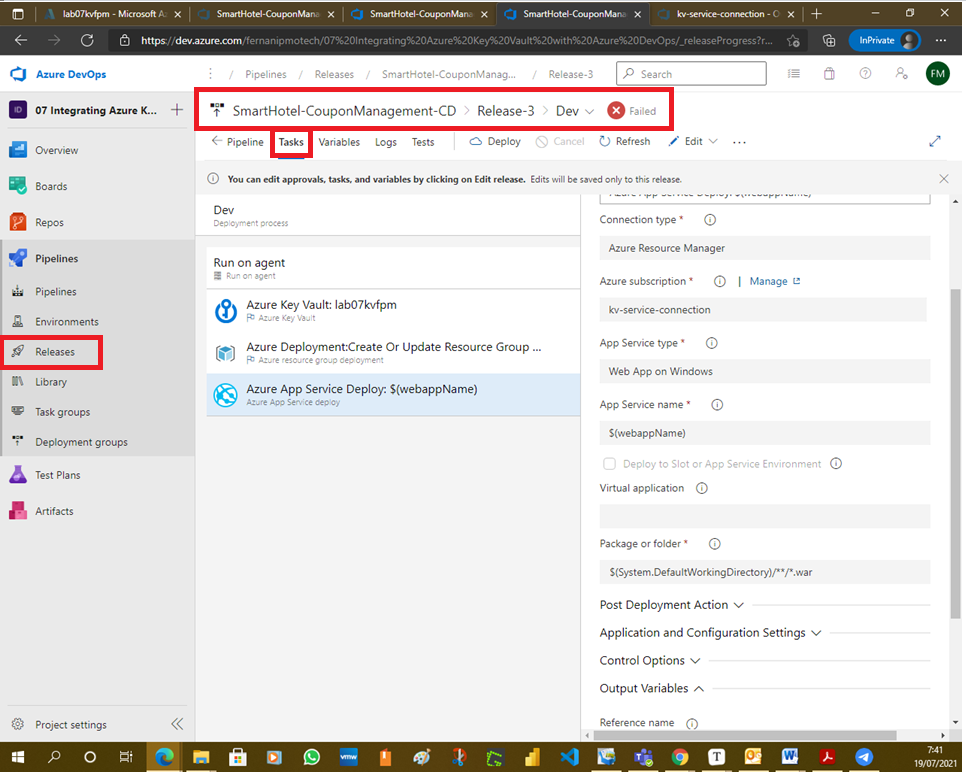 lab07kvfpm - Microsoft A
SmartHotel-CouponMana
SmartHotel-CouponMana
SmartHotel-CouponMan
kv-service-connection - O
https://dev.azure.com/fernanipmotech/07%20Integrating%20Azure%20Key%20Vault%20with%20Azure%20DevOps/_releaseProgress?r...
InPrivate
Azure DevOps
/ Pipelines / Releases / SmartHotel-CouponManag... / Release-3
Search
FM
ID
07 Integrating Azure K...
SmartHotel-CouponManagement-CD > Release-3 > Dev
Failed
Pipeline Tasks Variables Logs Tests Deploy Cancel Refresh Edit ...
You can edit approvals, tasks, and variables by clicking on Edit release. Edits will be saved only to this release.
Overview
Boards
Repos
Pipelines
Pipelines
Environments
Releases
Library
Task groups
Deployment groups
Test Plans
Artifacts
Project settings
Dev
Deployment process
Run on agent
Run on agent
Azure Key Vault: lab07kvfpm
Azure Key Vault
Azure Deployment:Create Or Update Resource Group ...
Azure resource group deployment
Azure App Service Deploy: $(webappName)
Azure App Service deploy
Azure App Service Deploy: $(webappName)
Connection type *
Azure Resource Manager
Azure subscription * | Manage
kv-service-connection
App Service type *
Web App on Windows
App Service name *
$(webappName)
Deploy to Slot or App Service Environment
Virtual application
Package or folder *
$(System.DefaultWorkingDirectory)/**/*.war
Post Deployment Action
Application and Configuration Settings
Control Options
Output Variables
Reference name
vmw
T
7:41
19/07/2021